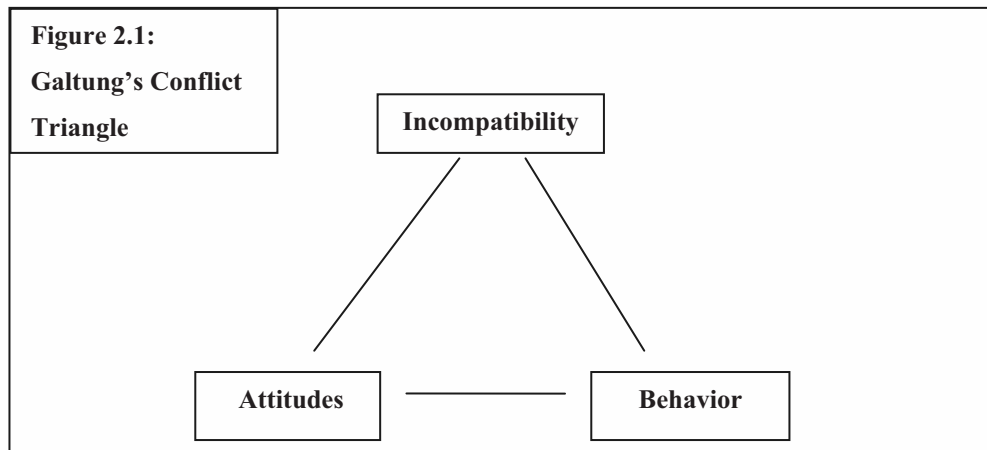 Figure 2.1:
Galtung’s Conflict
Triangle
Incompatibility
Attitudes
Behavior